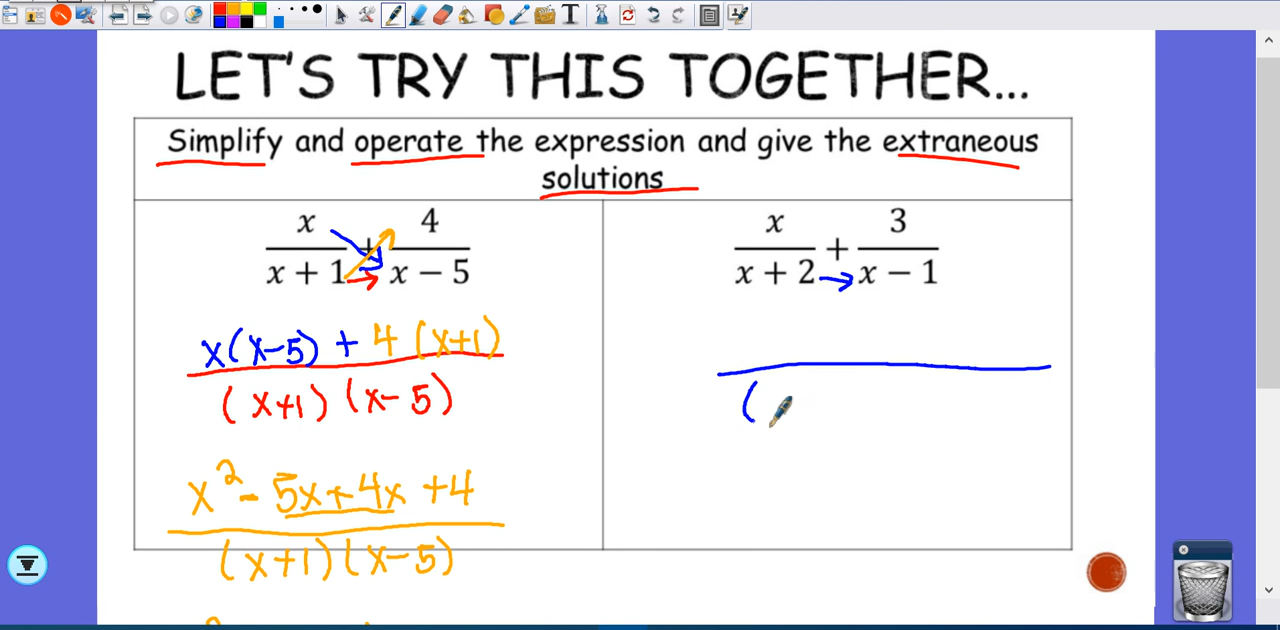 LET'S TRY THIS TOGETHER...
Simplify and operate the expression and give the extraneous
solutions
x/(x + 1) + 4/(x − 5)
x(x-5) + 4 (x+1)
(x+1) (x-5)
x² - 5x+4x +4
(x+1)(x-5)
x/(x + 2) + 3/(x − 1)
(